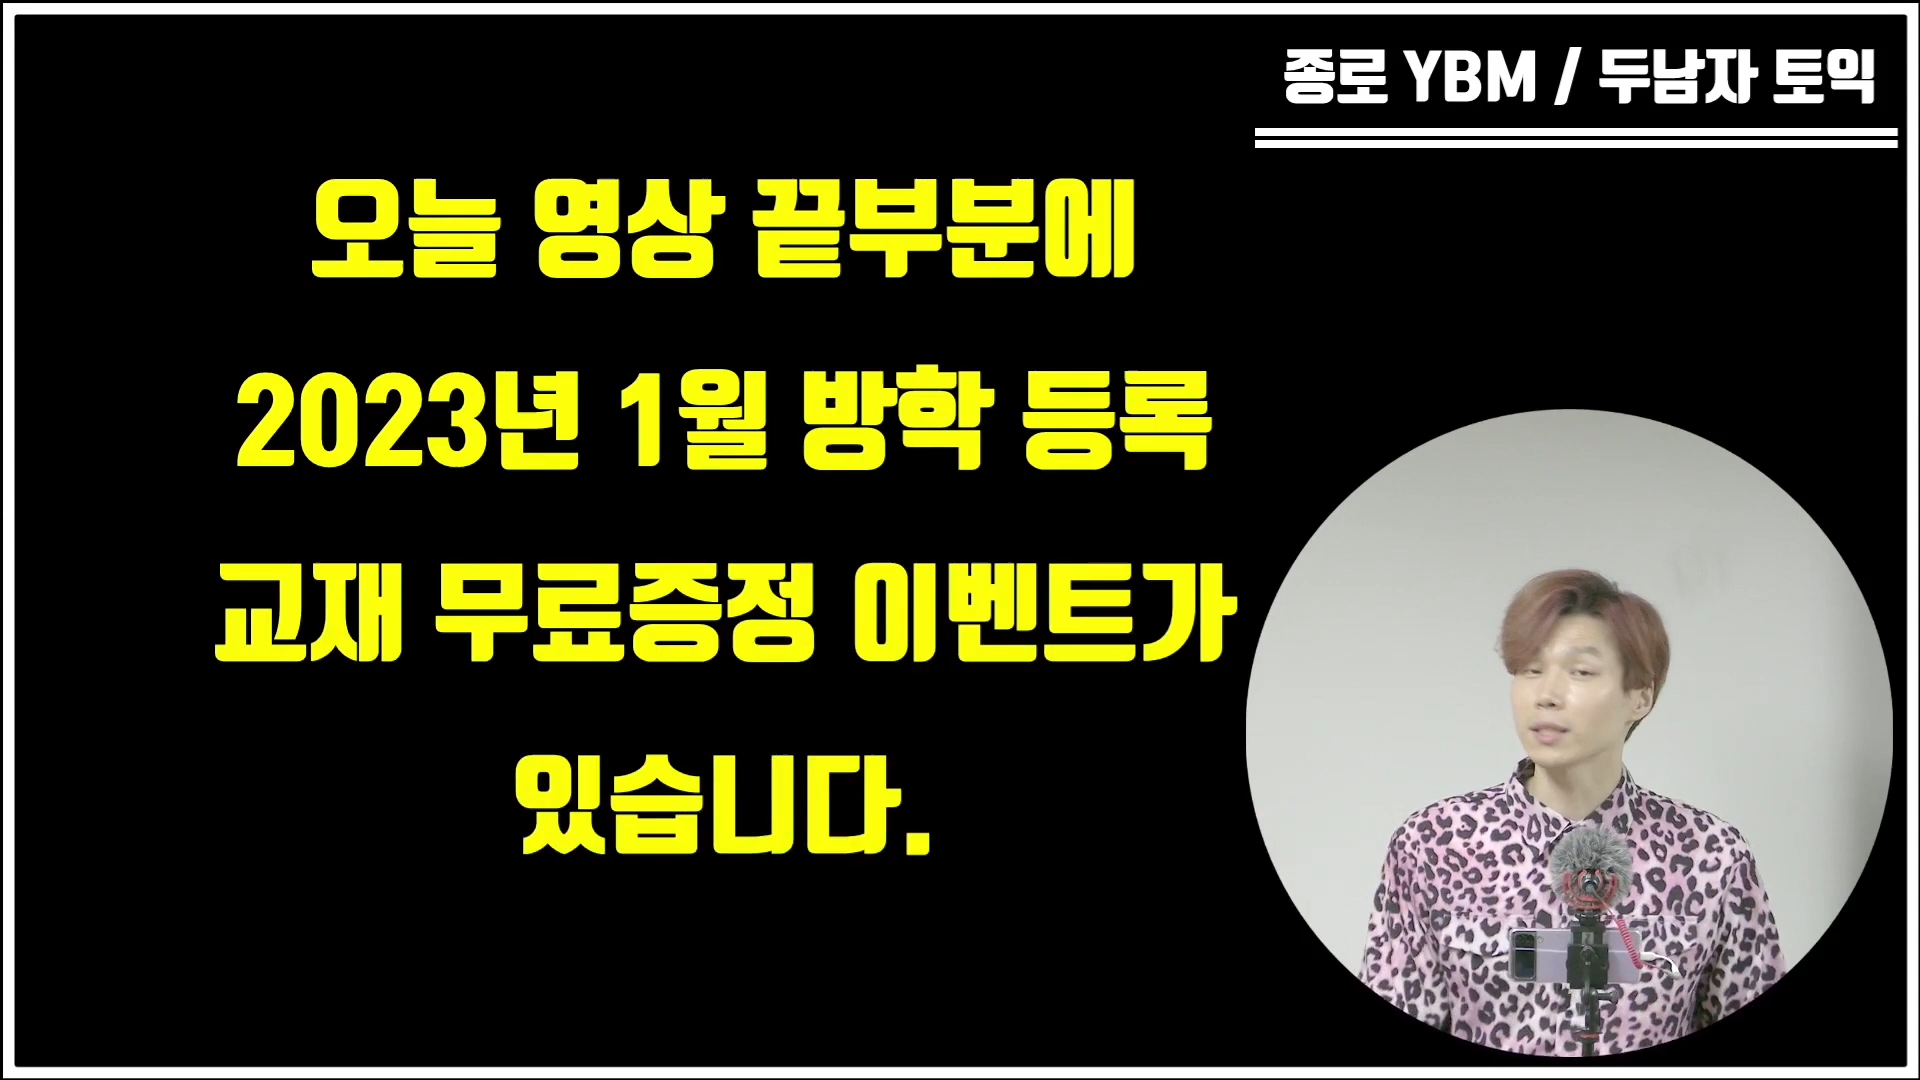 종로 YBM / 두남자 토익
오늘 영상 끝부분에
2023년 1월 방학 등록
교재 무료증정 이벤트가
있습니다.